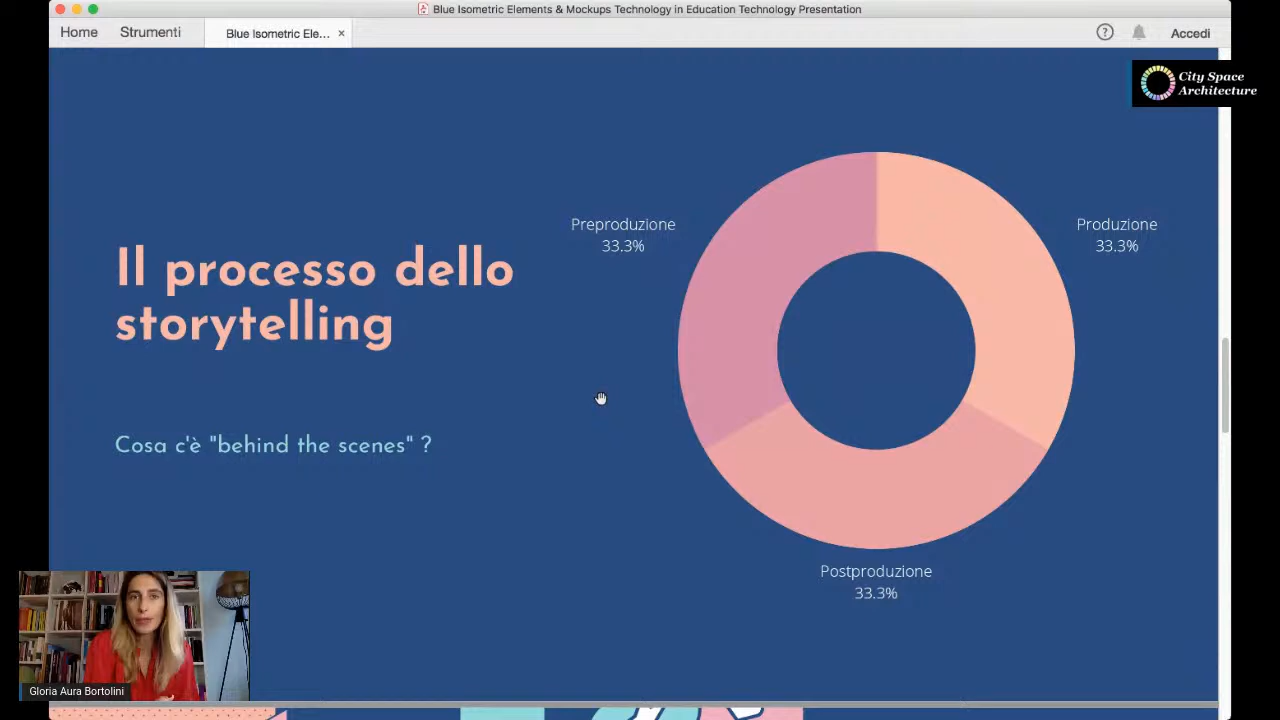 Blue Isometric Elements & Mockups Technology in Education Technology Presentation
Home
Strumenti
Blue Isometric Ele...
×
?
Accedi
City Space
Architecture
Preproduzione
33.3%
Produzione
33.3%
Il processo dello
storytelling
Cosa c'è "behind the scenes" ?
Postproduzione
33.3%
Gloria Aura Bortolini